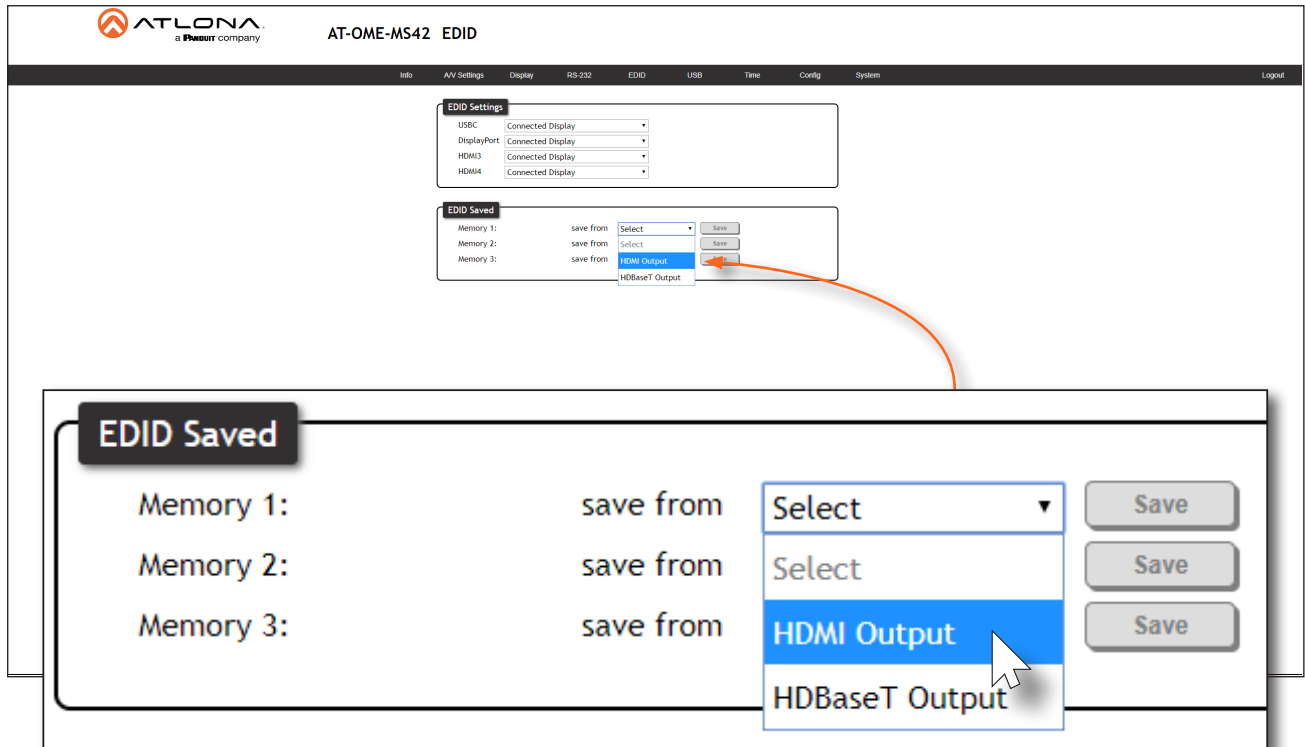 ATLONA.
a PANDUIT company
AT-OME-MS42 EDID
Info A/V Settings Display RS-232 EDID USB Time Config System Logout
EDID Settings
USBC Connected Display
DisplayPort Connected Display
HDMI3 Connected Display
HDMI4 Connected Display
EDID Saved
Memory 1: save from Select Save
Memory 2: save from Select Save
Memory 3: save from HDMI Output
HDBaseT Output
EDID Saved
Memory 1: save from Select Save
Memory 2: save from Select Save
Memory 3: save from HDMI Output Save
HDBaseT Output